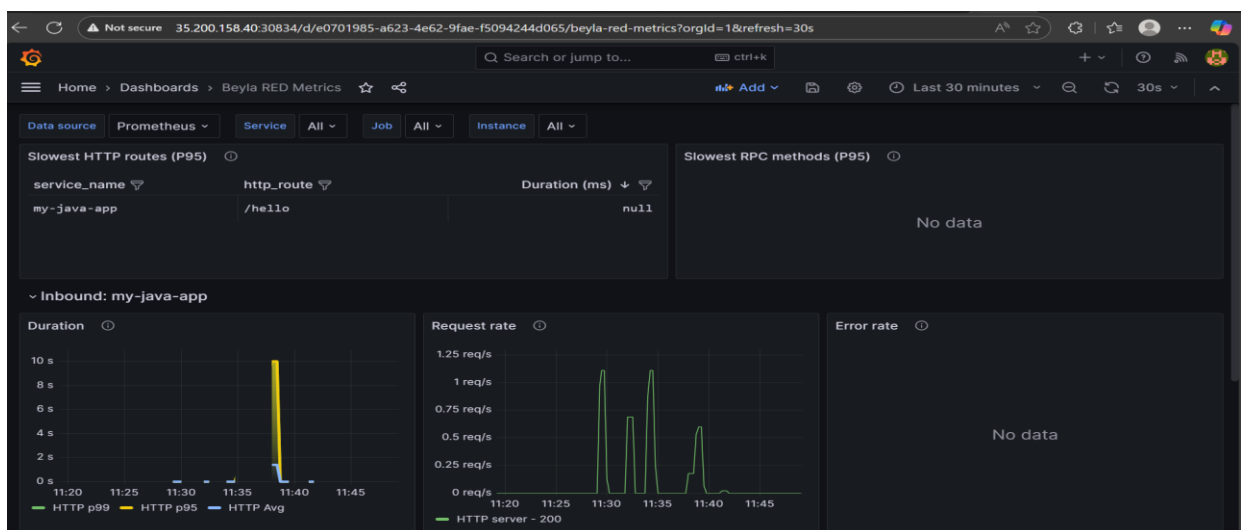 Not secure 35.200.158.40:30834/d/e0701985-a623-4e62-9fae-f5094244d065/beyla-red-metrics?orgId=1&refresh=30s
Search or jump to... ctrl+k
Home > Dashboards > Beyla RED Metrics Add Last 30 minutes 30s
Data source Prometheus Service All Job All Instance All
Slowest HTTP routes (P95)
service_name http_route Duration (ms)
my-java-app /hello null
Slowest RPC methods (P95)
No data
Inbound: my-java-app
Duration
10 s
8 s
6 s
4 s
2 s
0 s
11:20 11:25 11:30 11:35 11:40 11:45
HTTP p99 HTTP p95 HTTP Avg
Request rate
1.25 req/s
1 req/s
0.75 req/s
0.5 req/s
0.25 req/s
0 req/s
11:20 11:25 11:30 11:35 11:40 11:45
HTTP server - 200
Error rate
No data